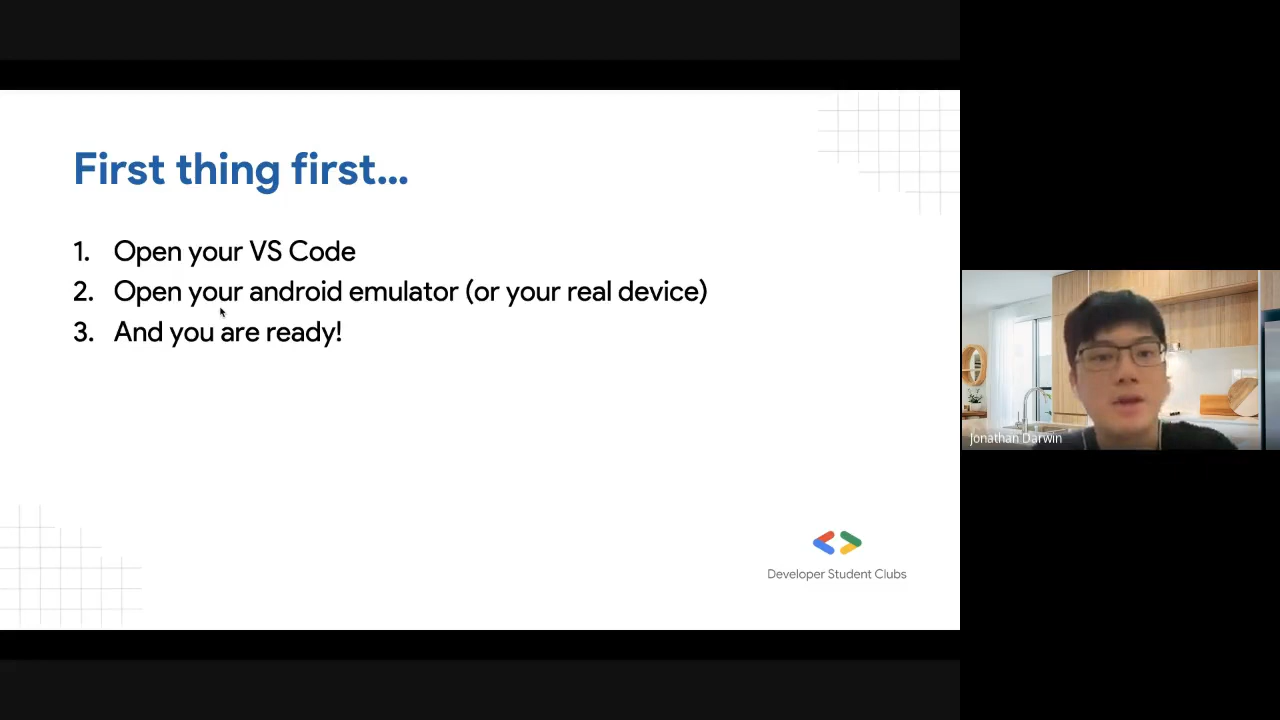 First thing first...
1. Open your VS Code
2. Open your android emulator (or your real device)
3. And you are ready!
Developer Student Clubs
Jonathan Darwin